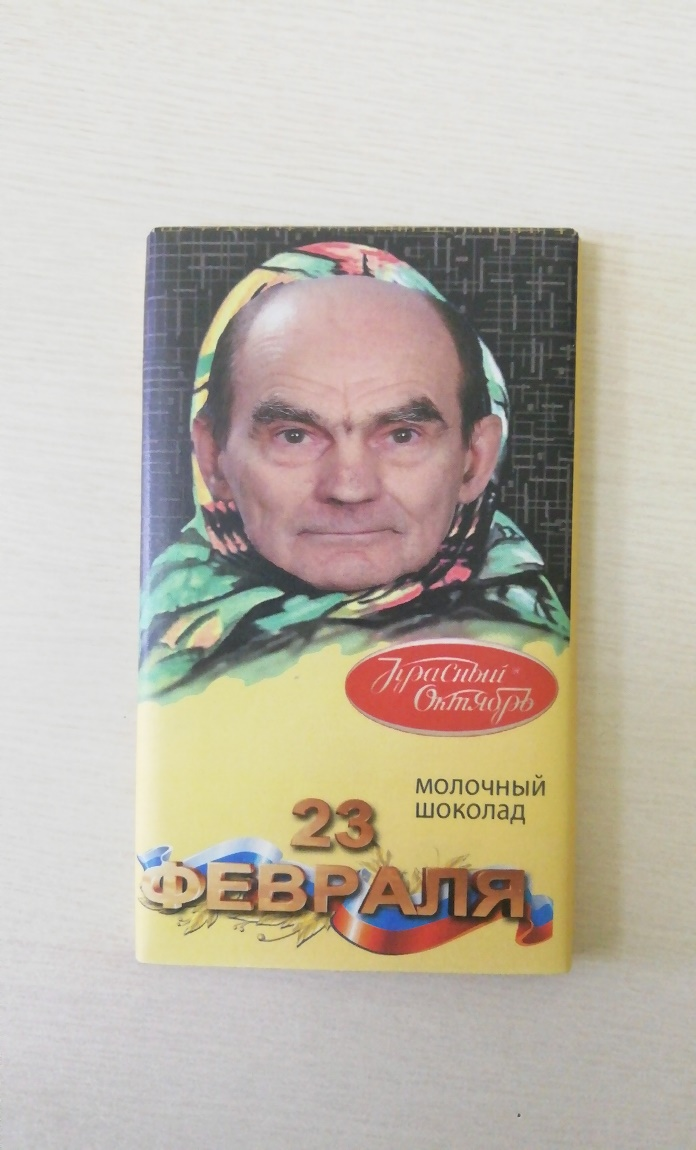 Красный
Октябрь
молочный
шоколад
23
ФЕВРАЛЯ